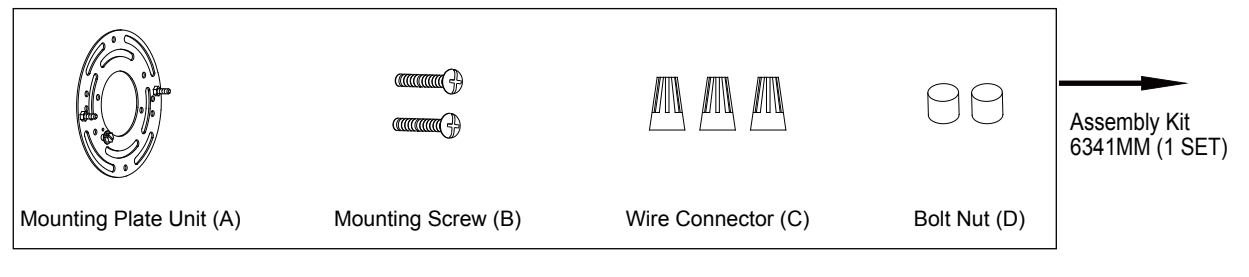 Mounting Plate Unit (A)
Mounting Screw (B)
Wire Connector (C)
Bolt Nut (D)
Assembly Kit
6341MM (1 SET)